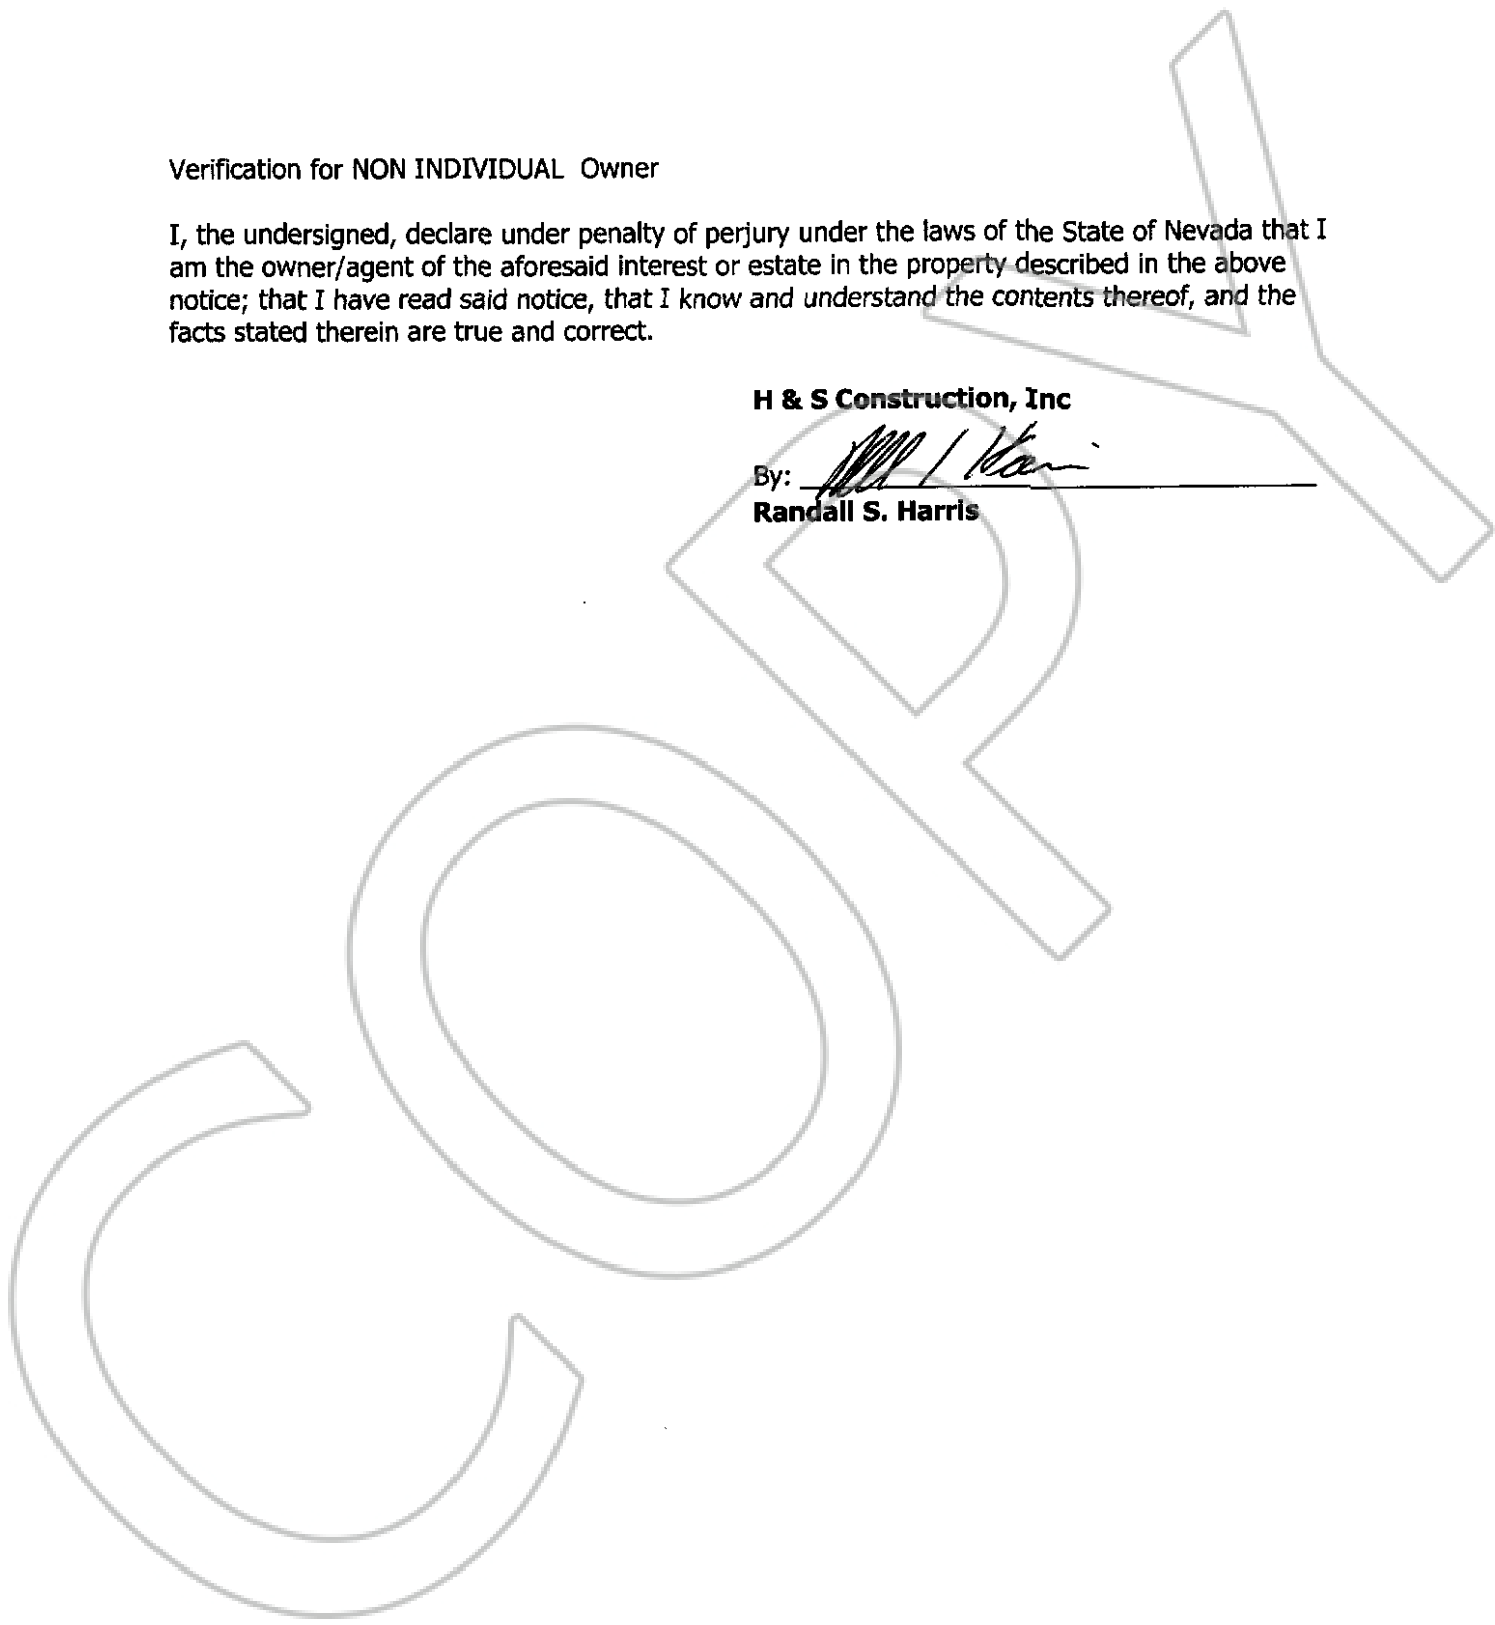 Verification for NON INDIVIDUAL Owner
I, the undersigned, declare under penalty of perjury under the laws of the State of Nevada that I
am the owner/agent of the aforesaid interest or estate in the property described in the above
notice; that I have read said notice, that I know and understand the contents thereof, and the
facts stated therein are true and correct.
H & S Construction, Inc
By:
Randall S. Harris
COPY